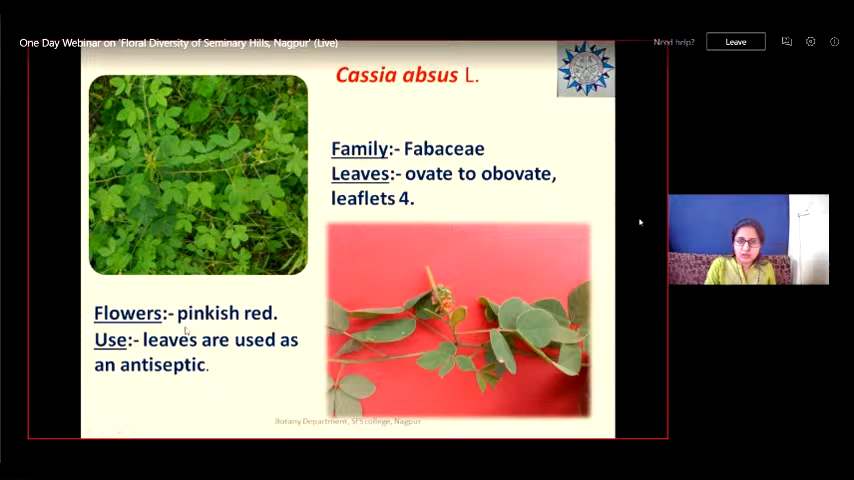 One Day Webinar on 'Floral Diversity of Seminary Hills, Nagpur' (Live)
Need help?
Leave
Cassia absus L.
Family:- Fabaceae
Leaves:- ovate to obovate,
leaflets 4.
Flowers:- pinkish red.
Use:- leaves are used as
an antiseptic.
Botany Department, SFS college, Nagpur